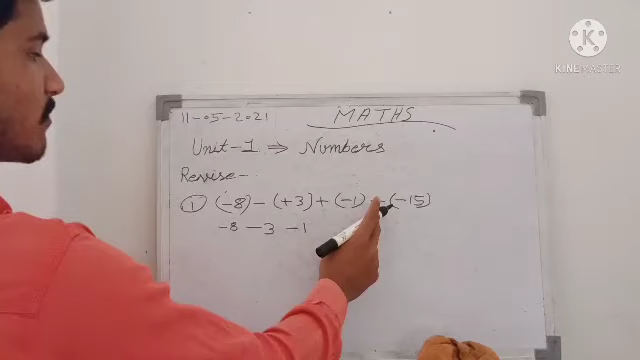 11-05-2021 MATHS
Unit-1 ⇒ Numbers
Revise-
① (-8) - (+3) + (-1) - (-15)
-8 -3 -1
KINEMASTER